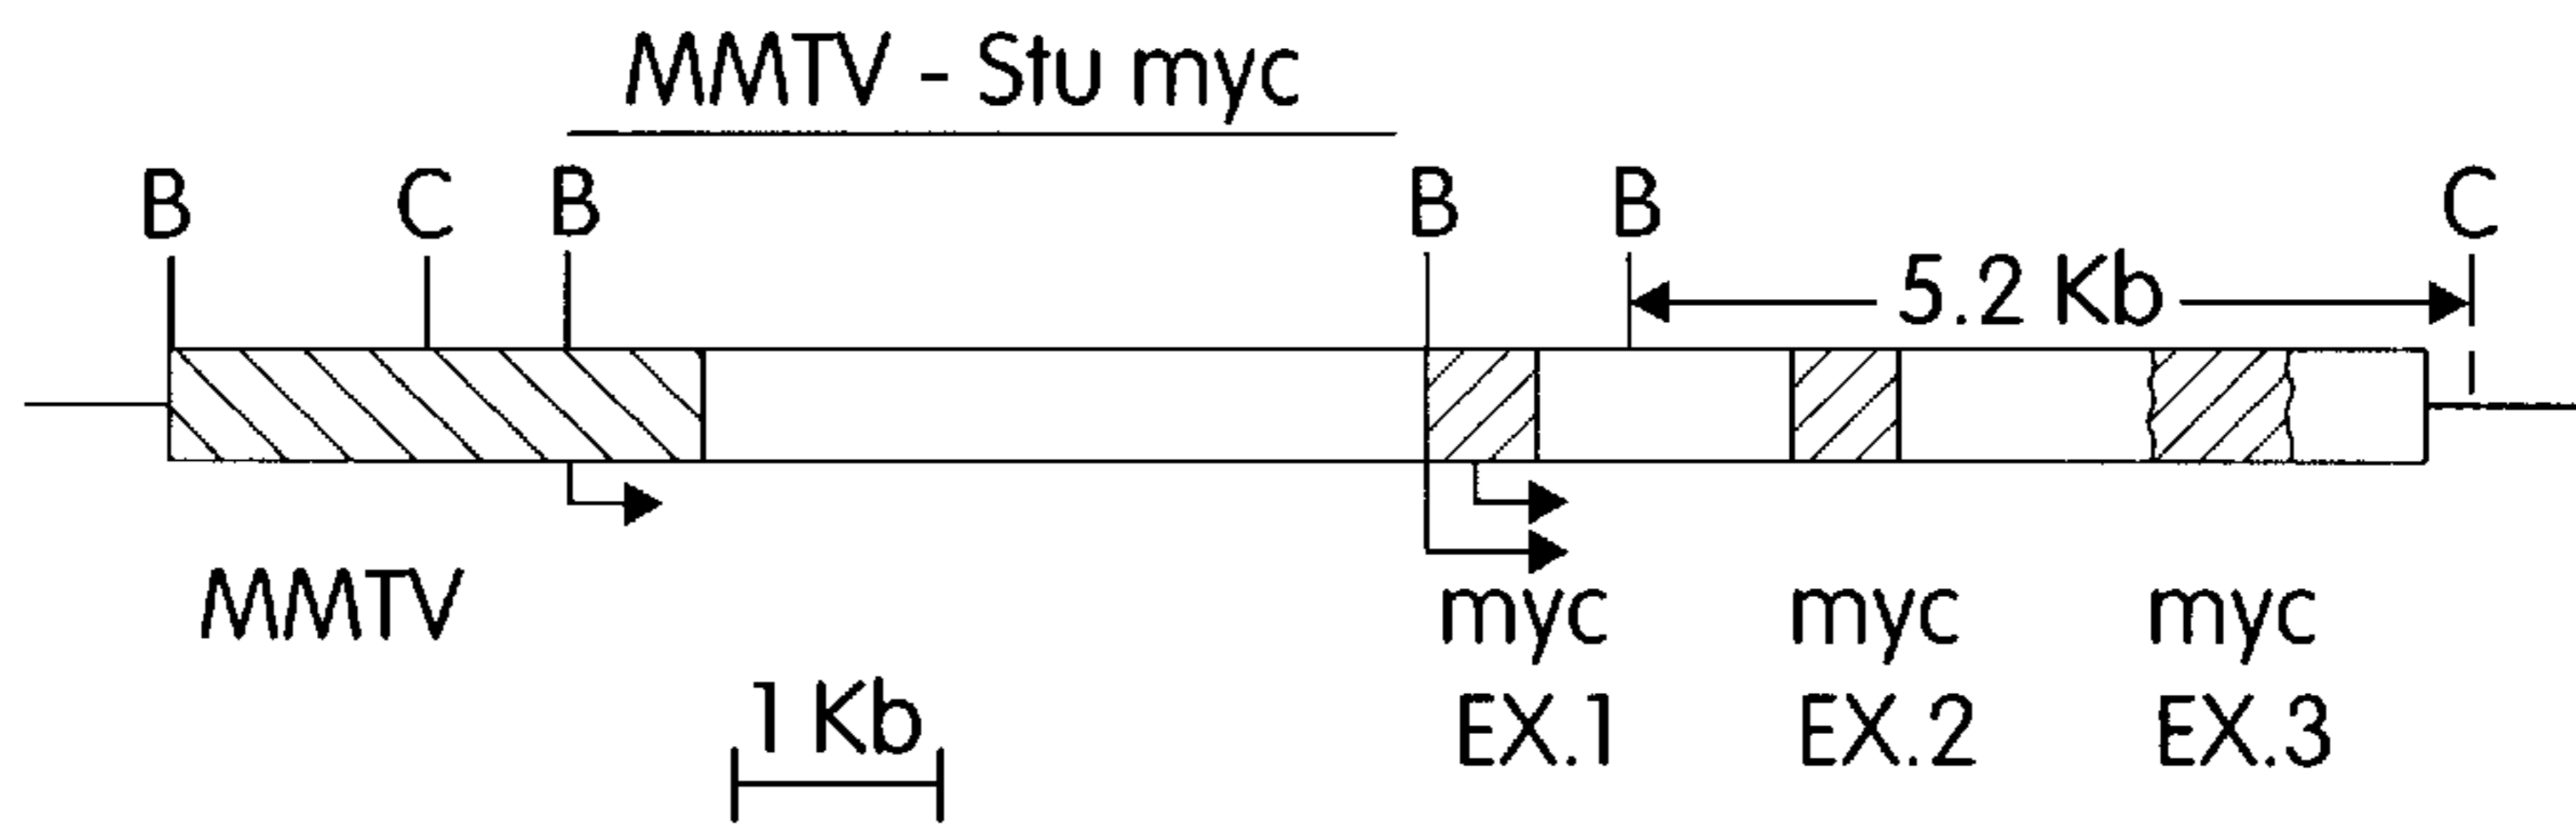 MMTV - Stu myc
B C B B B C
5.2 Kb
MMTV myc myc myc
EX.1 EX.2 EX.3
1 Kb